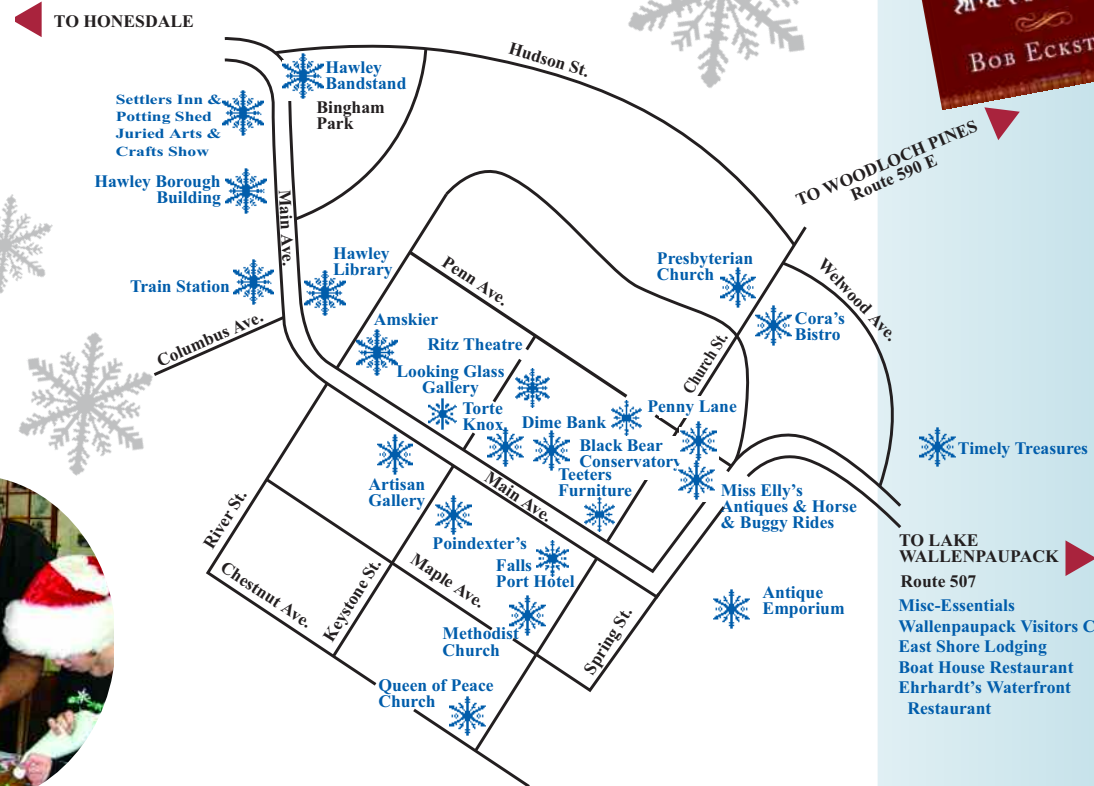 TO HONESDALE
Hawley
Bandstand
Bingham
Park
Settlers Inn &
Potting Shed
Juried Arts &
Crafts Show
Hawley Borough
Building
Main Ave.
Hudson St.
BOB ECKST
TO WOODLOCH PINES
Route 590 E
Train Station
Hawley
Library
Columbus Ave.
Penn Ave.
Presbyterian
Church
Welwood Ave.
Cora's
Bistro
Church St.
Amskier
Ritz Theatre
Looking Glass
Gallery
Torte
Knox
Dime Bank
Penny Lane
Black Bear
Conservatory
Teeters
Furniture
Timely Treasures
Artisan
Gallery
Main Ave.
Miss Elly's
Antiques & Horse
& Buggy Rides
River St.
Poindexter's
Falls
Port Hotel
Chestnut Ave.
Keystone St.
Maple Ave.
Methodist
Church
Spring St.
Antique
Emporium
Queen of Peace
Church
TO LAKE
WALLENPAUPACK
Route 507
Misc-Essentials
Wallenpaupack Visitors C
East Shore Lodging
Boat House Restaurant
Ehrhardt's Waterfront
Restaurant